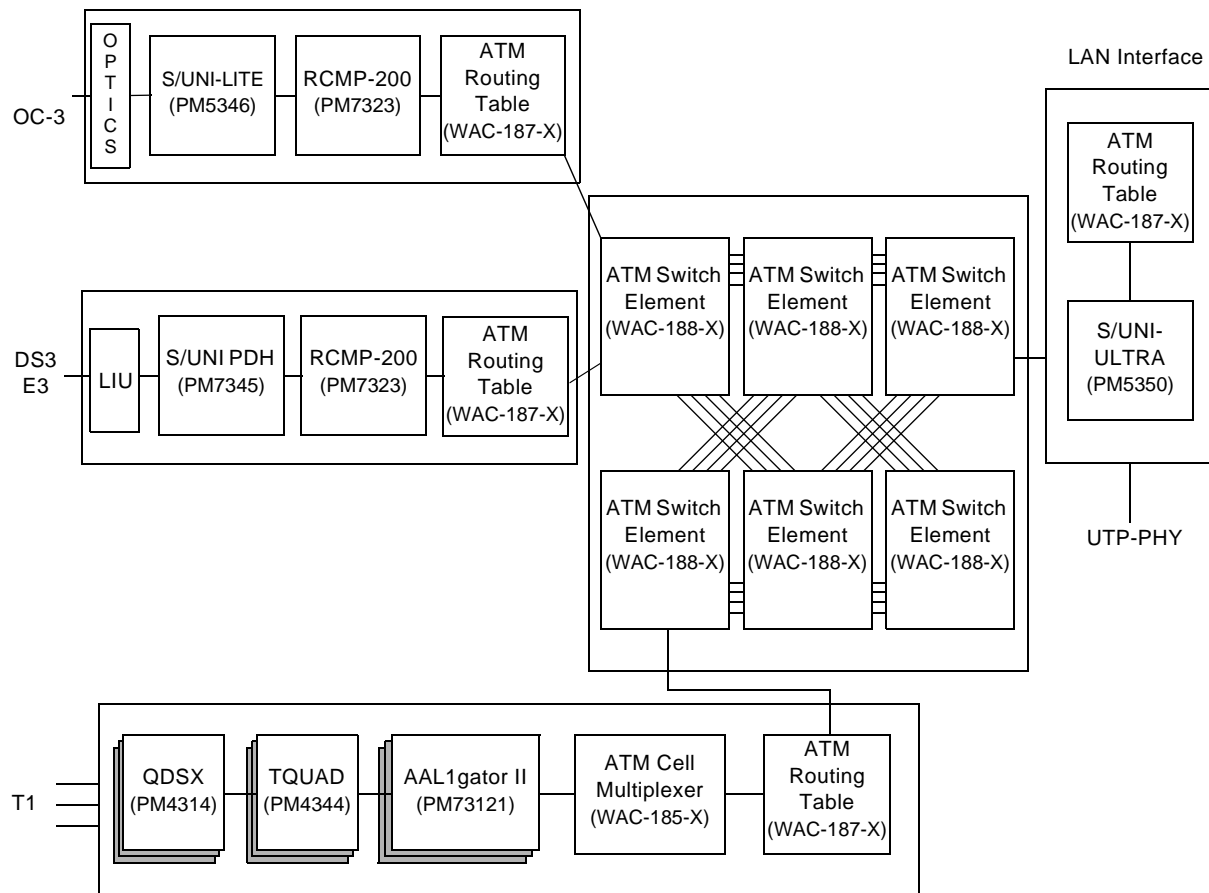 OPTICS
OC-3
S/UNI-LITE
(PM5346)
RCMP-200
(PM7323)
ATM
Routing
Table
(WAC-187-X)
LAN Interface
ATM
Routing
Table
(WAC-187-X)
S/UNI-
ULTRA
(PM5350)
UTP-PHY
DS3
E3
LIU
S/UNI PDH
(PM7345)
RCMP-200
(PM7323)
ATM
Routing
Table
(WAC-187-X)
ATM Switch
Element
(WAC-188-X)
ATM Switch
Element
(WAC-188-X)
ATM Switch
Element
(WAC-188-X)
ATM Switch
Element
(WAC-188-X)
ATM Switch
Element
(WAC-188-X)
ATM Switch
Element
(WAC-188-X)
T1
QDSX
(PM4314)
TQUAD
(PM4344)
AAL1gator II
(PM73121)
ATM Cell
Multiplexer
(WAC-185-X)
ATM
Routing
Table
(WAC-187-X)